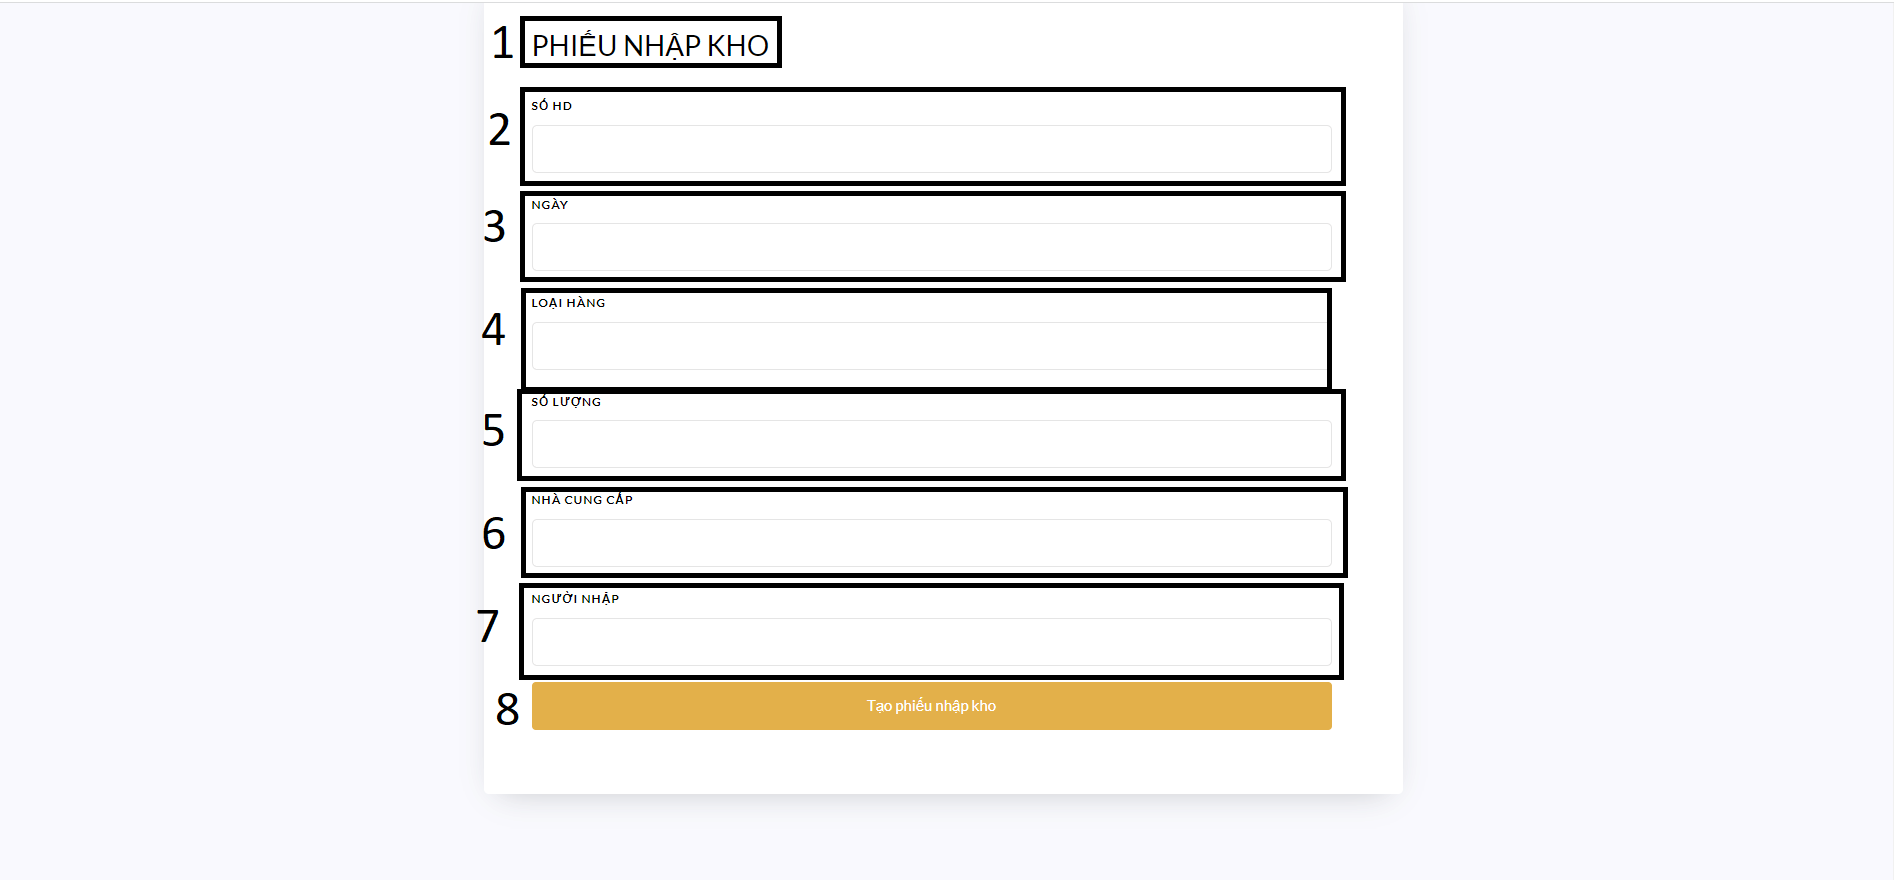 1 PHIẾU NHẬP KHO
2 SỐ HD
3 NGÀY
4 LOẠI HÀNG
5 SỐ LƯỢNG
6 NHÀ CUNG CẤP
7 NGƯỜI NHẬP
8 Tạo phiếu nhập kho